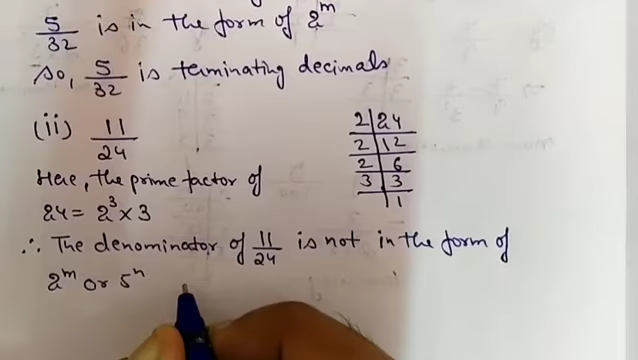 5/32 is in the form of 2^m
So, 5/32 is terminating decimals
(ii) 11/24
2|24
2|12
2|6
3|3
|1
Here, the prime factor of
24 = 2^3 × 3
∴ The denominator of 11/24 is not in the form of
2^m or 5^n